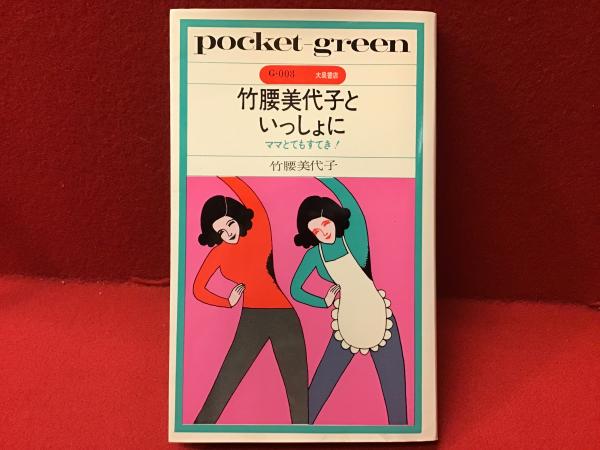 pocket-green
G-003 大泉書店
竹腰美代子と
いっしょに
ママとてもすてき!
竹腰美代子